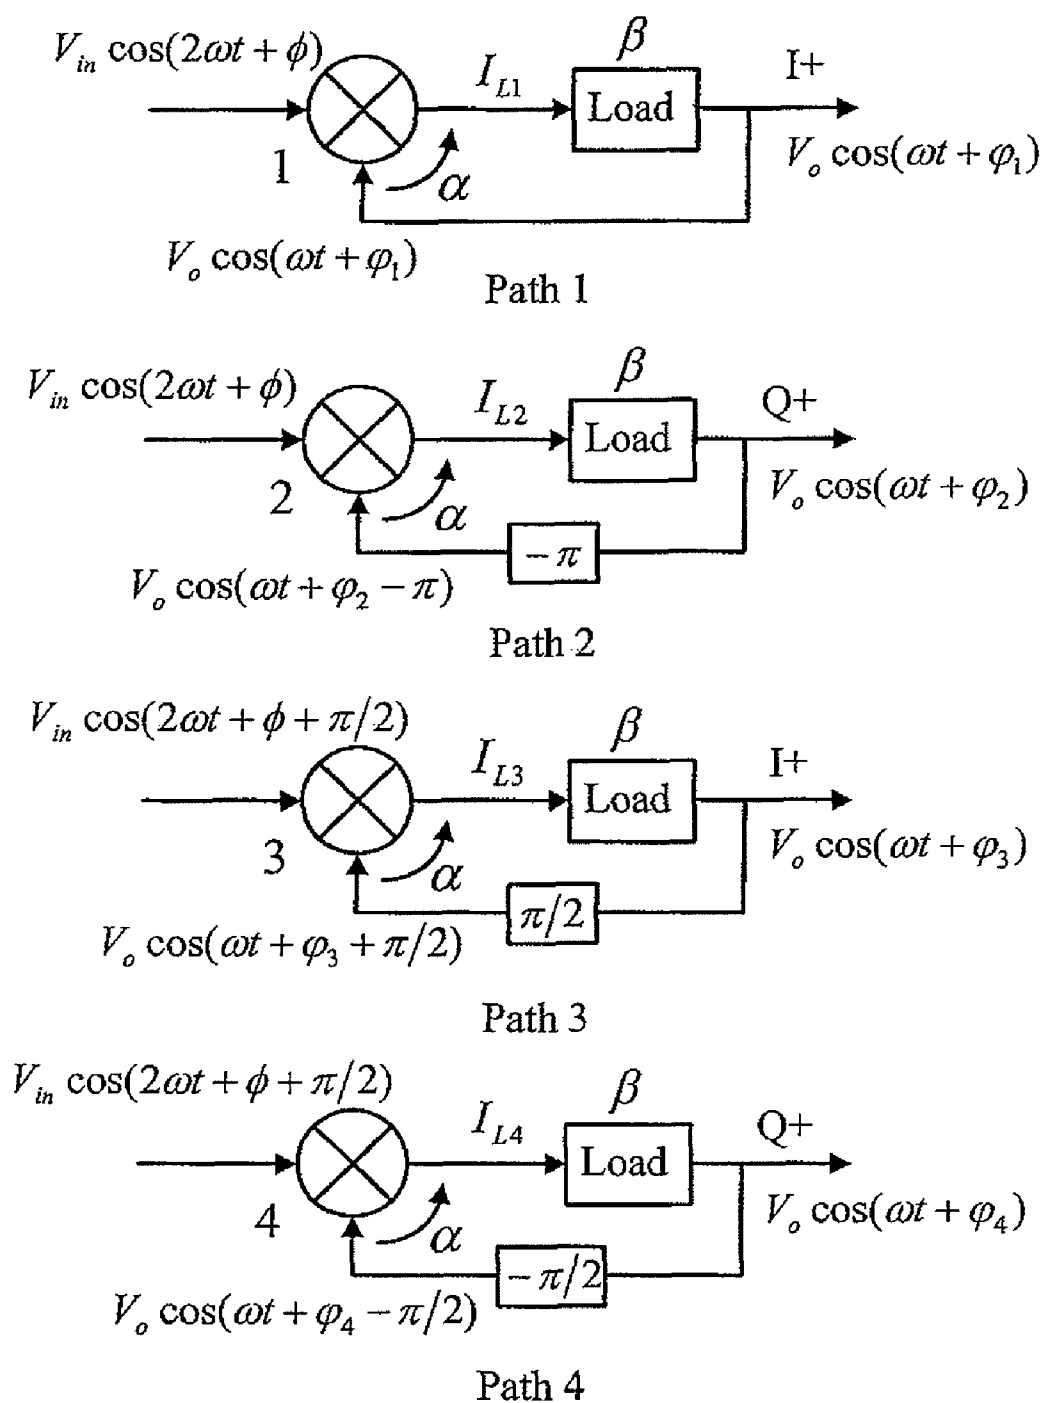 V_in cos(2ωt + ϕ)
β
I_L1
Load
I+
1
α
V_o cos(ωt + φ_1)
V_o cos(ωt + φ_1)
Path 1
V_in cos(2ωt + ϕ)
β
I_L2
Load
Q+
2
α
V_o cos(ωt + φ_2)
− π
V_o cos(ωt + φ_2 − π)
Path 2
V_in cos(2ωt + ϕ + π/2)
β
I_L3
Load
I+
3
α
V_o cos(ωt + φ_3)
π/2
V_o cos(ωt + φ_3 + π/2)
Path 3
V_in cos(2ωt + ϕ + π/2)
β
I_L4
Load
Q+
4
α
V_o cos(ωt + φ_4)
− π/2
V_o cos(ωt + φ_4 − π/2)
Path 4